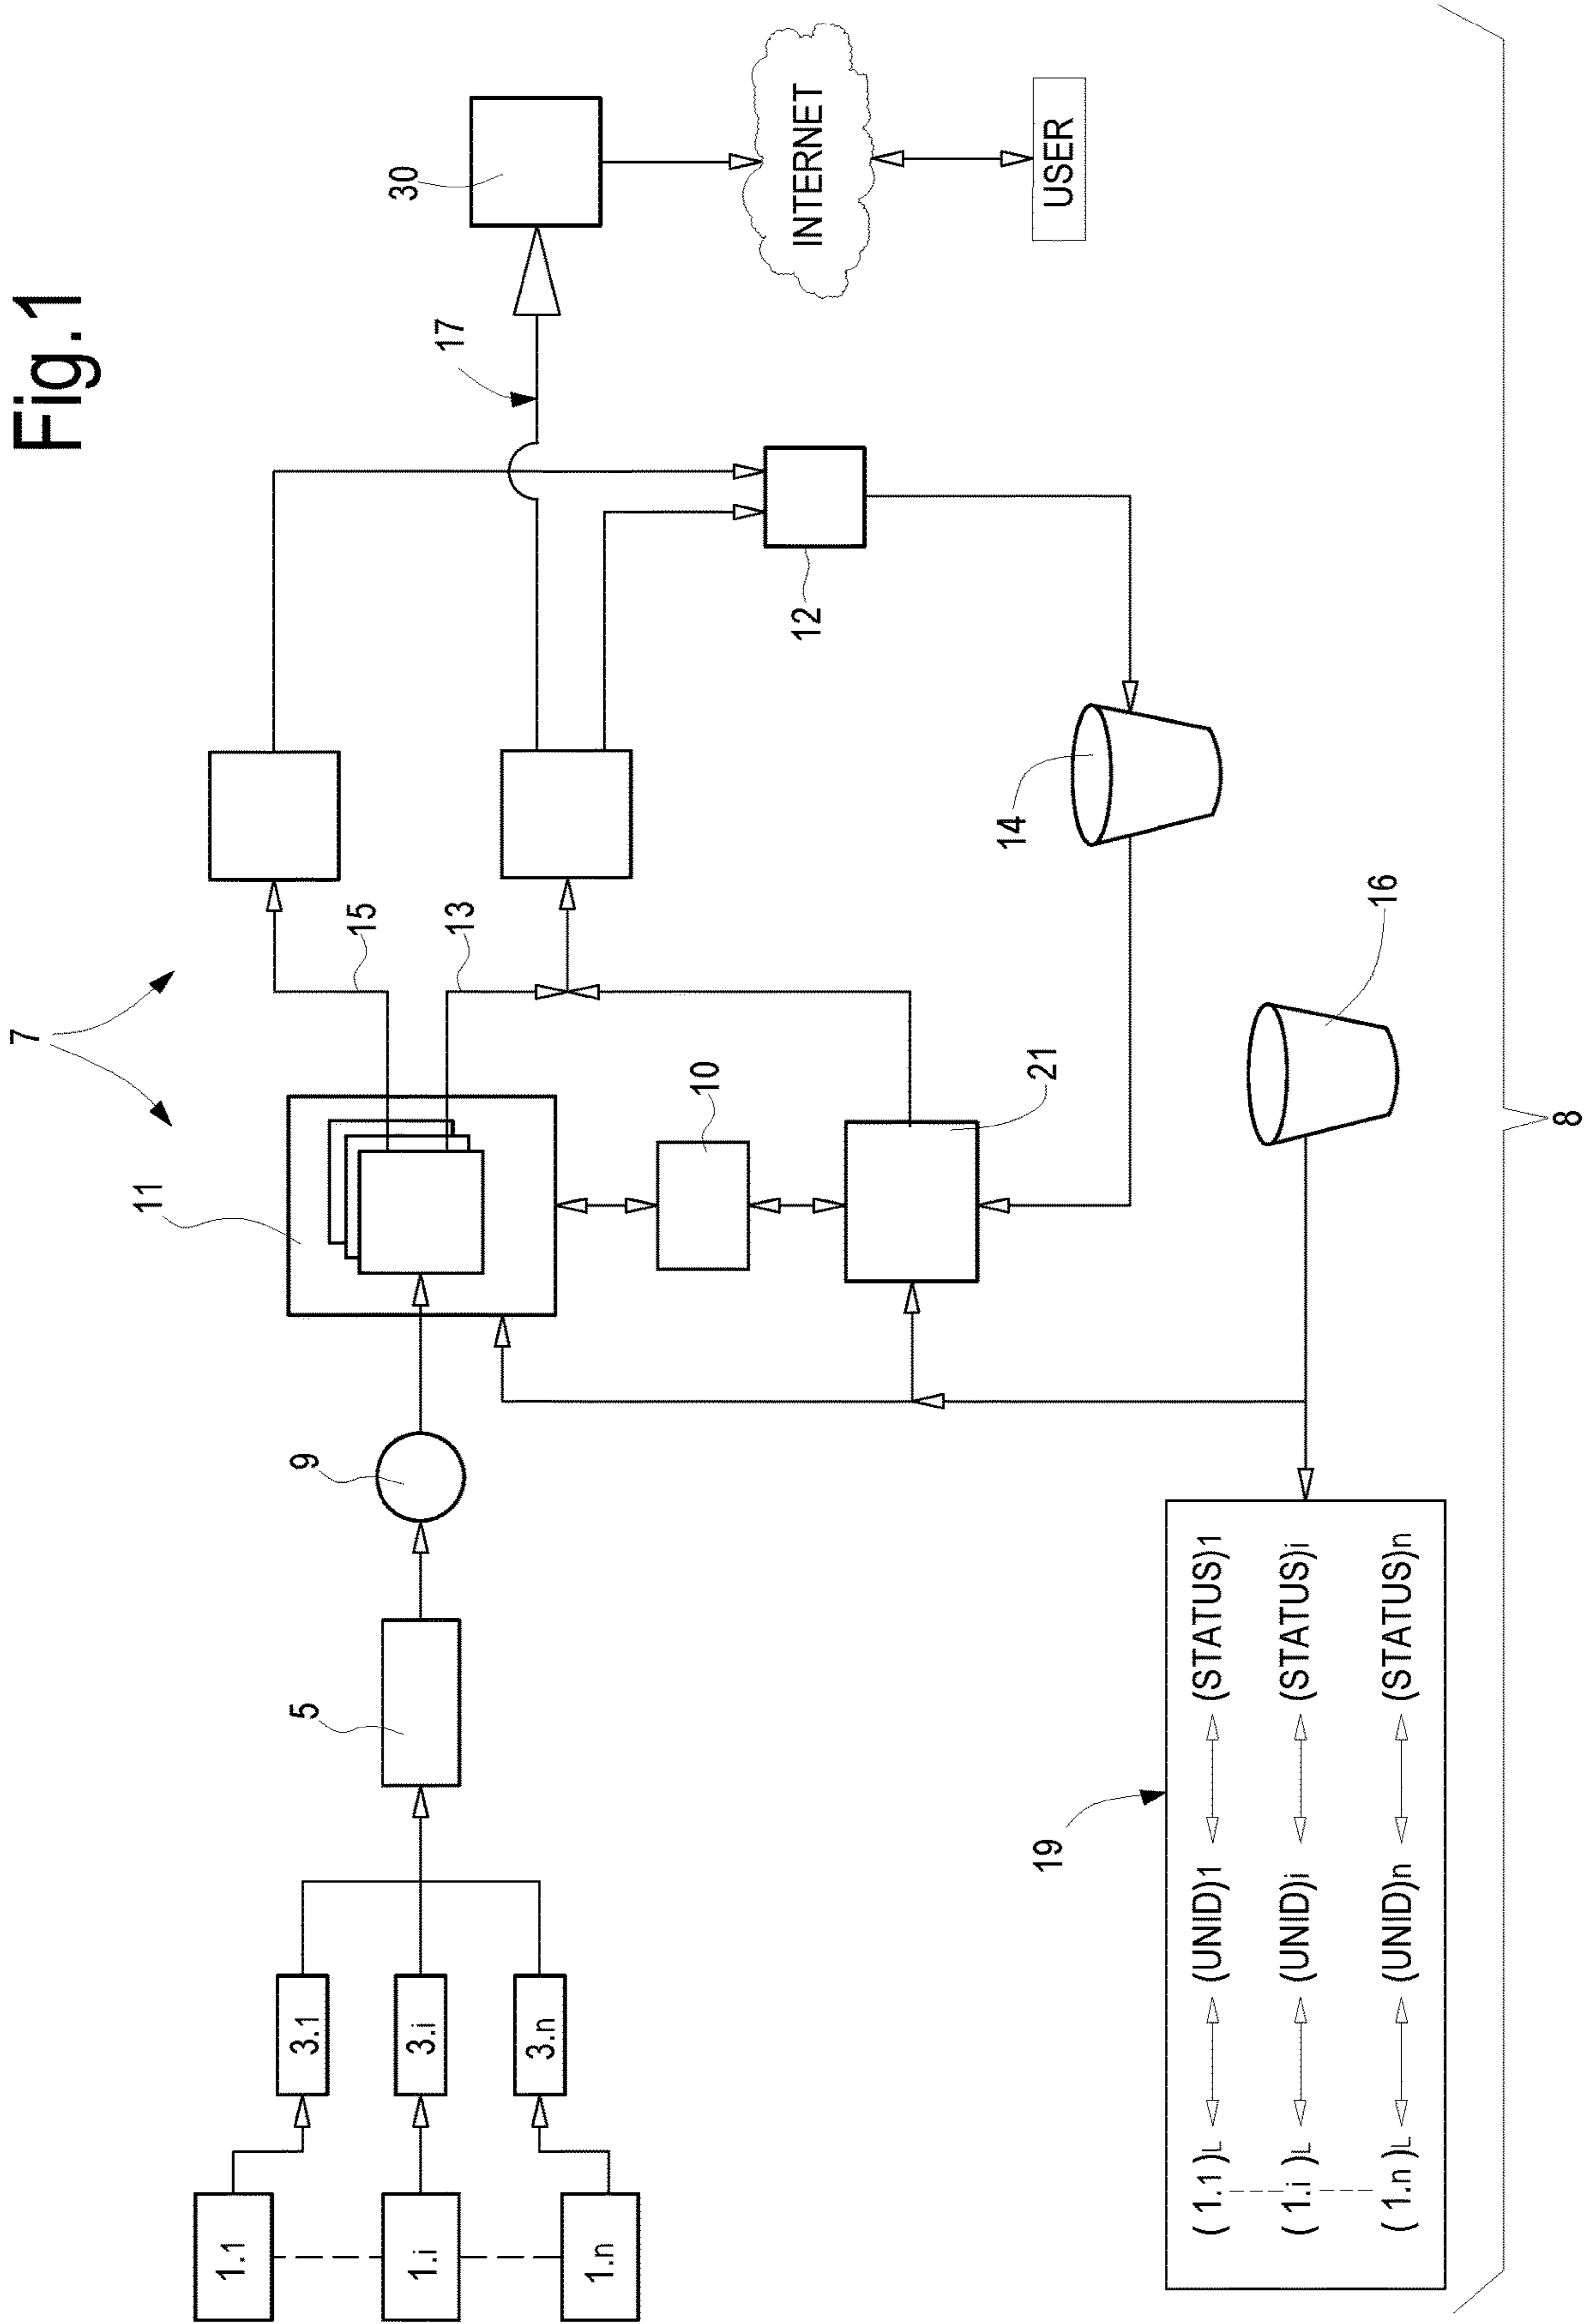 Fig.1
7
8
1.1
1.i
1.n
3.1
3.i
3.n
5
9
11
15
13
10
21
12
14
16
17
30
INTERNET
USER
19
(1.1)L (UNID)1 (STATUS)1
(1.i)L (UNID)i (STATUS)i
(1.n)L (UNID)n (STATUS)n